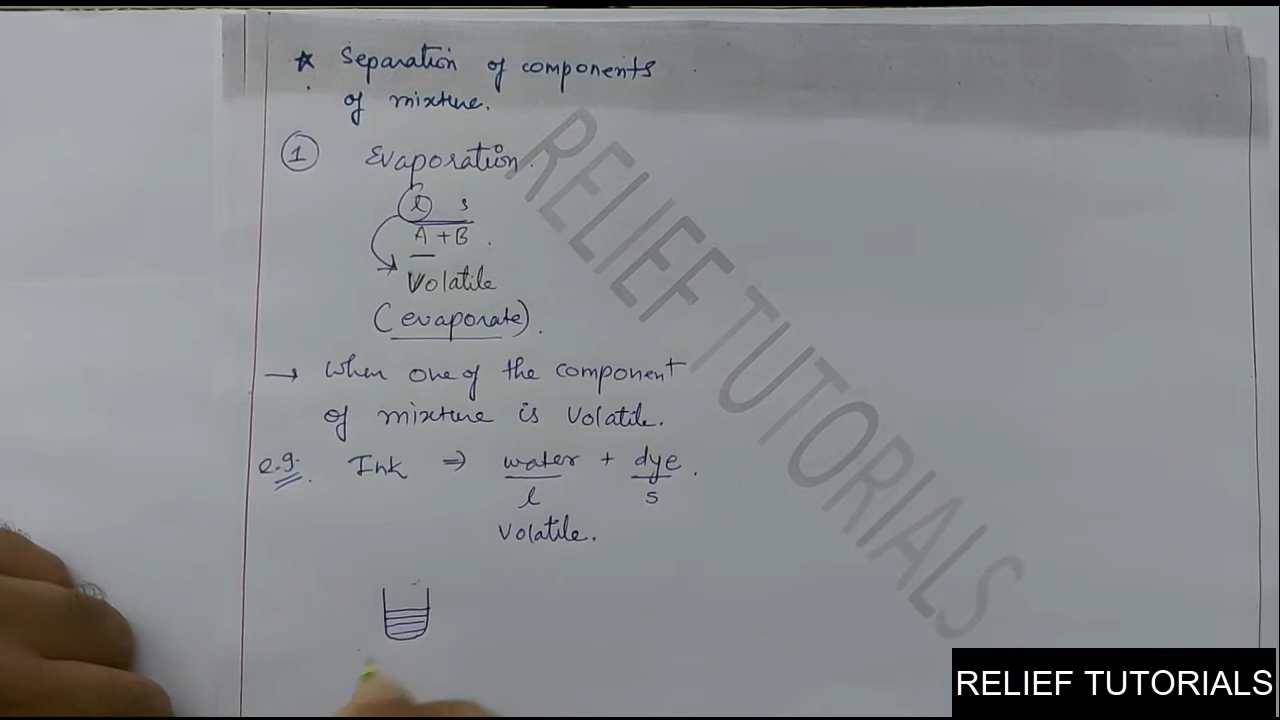 * Separation of components
of mixture.
① Evaporation.
l s
A + B .
Volatile
(evaporate).
→ When one of the component
of mixture is Volatile.
e.g. Ink ⇒ water + dye.
l s
Volatile.
RELIEF TUTORIALS
RELIEF TUTORIALS